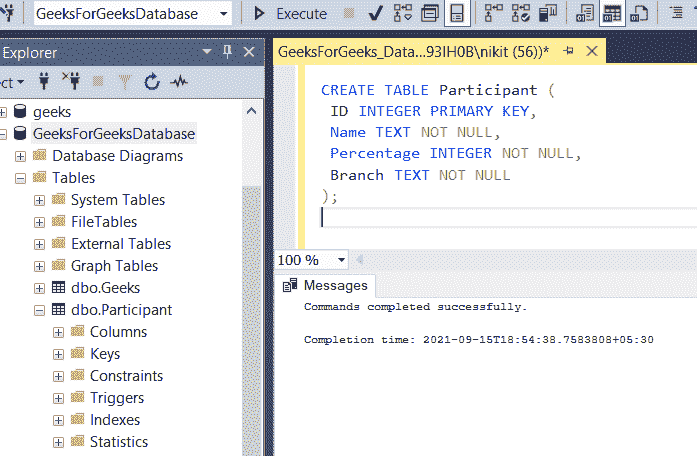 GeeksForGeeksDatabase
Execute
Explorer
ct
geeks
GeeksForGeeksDatabase
Database Diagrams
Tables
System Tables
FileTables
External Tables
Graph Tables
dbo.Geeks
dbo.Participant
Columns
Keys
Constraints
Triggers
Indexes
Statistics
GeeksForGeeks_Data...93IH0B\nikit (56))*
CREATE TABLE Participant (
ID INTEGER PRIMARY KEY,
Name TEXT NOT NULL,
Percentage INTEGER NOT NULL,
Branch TEXT NOT NULL
);
100 %
Messages
Commands completed successfully.
Completion time: 2021-09-15T18:54:38.7583808+05:30